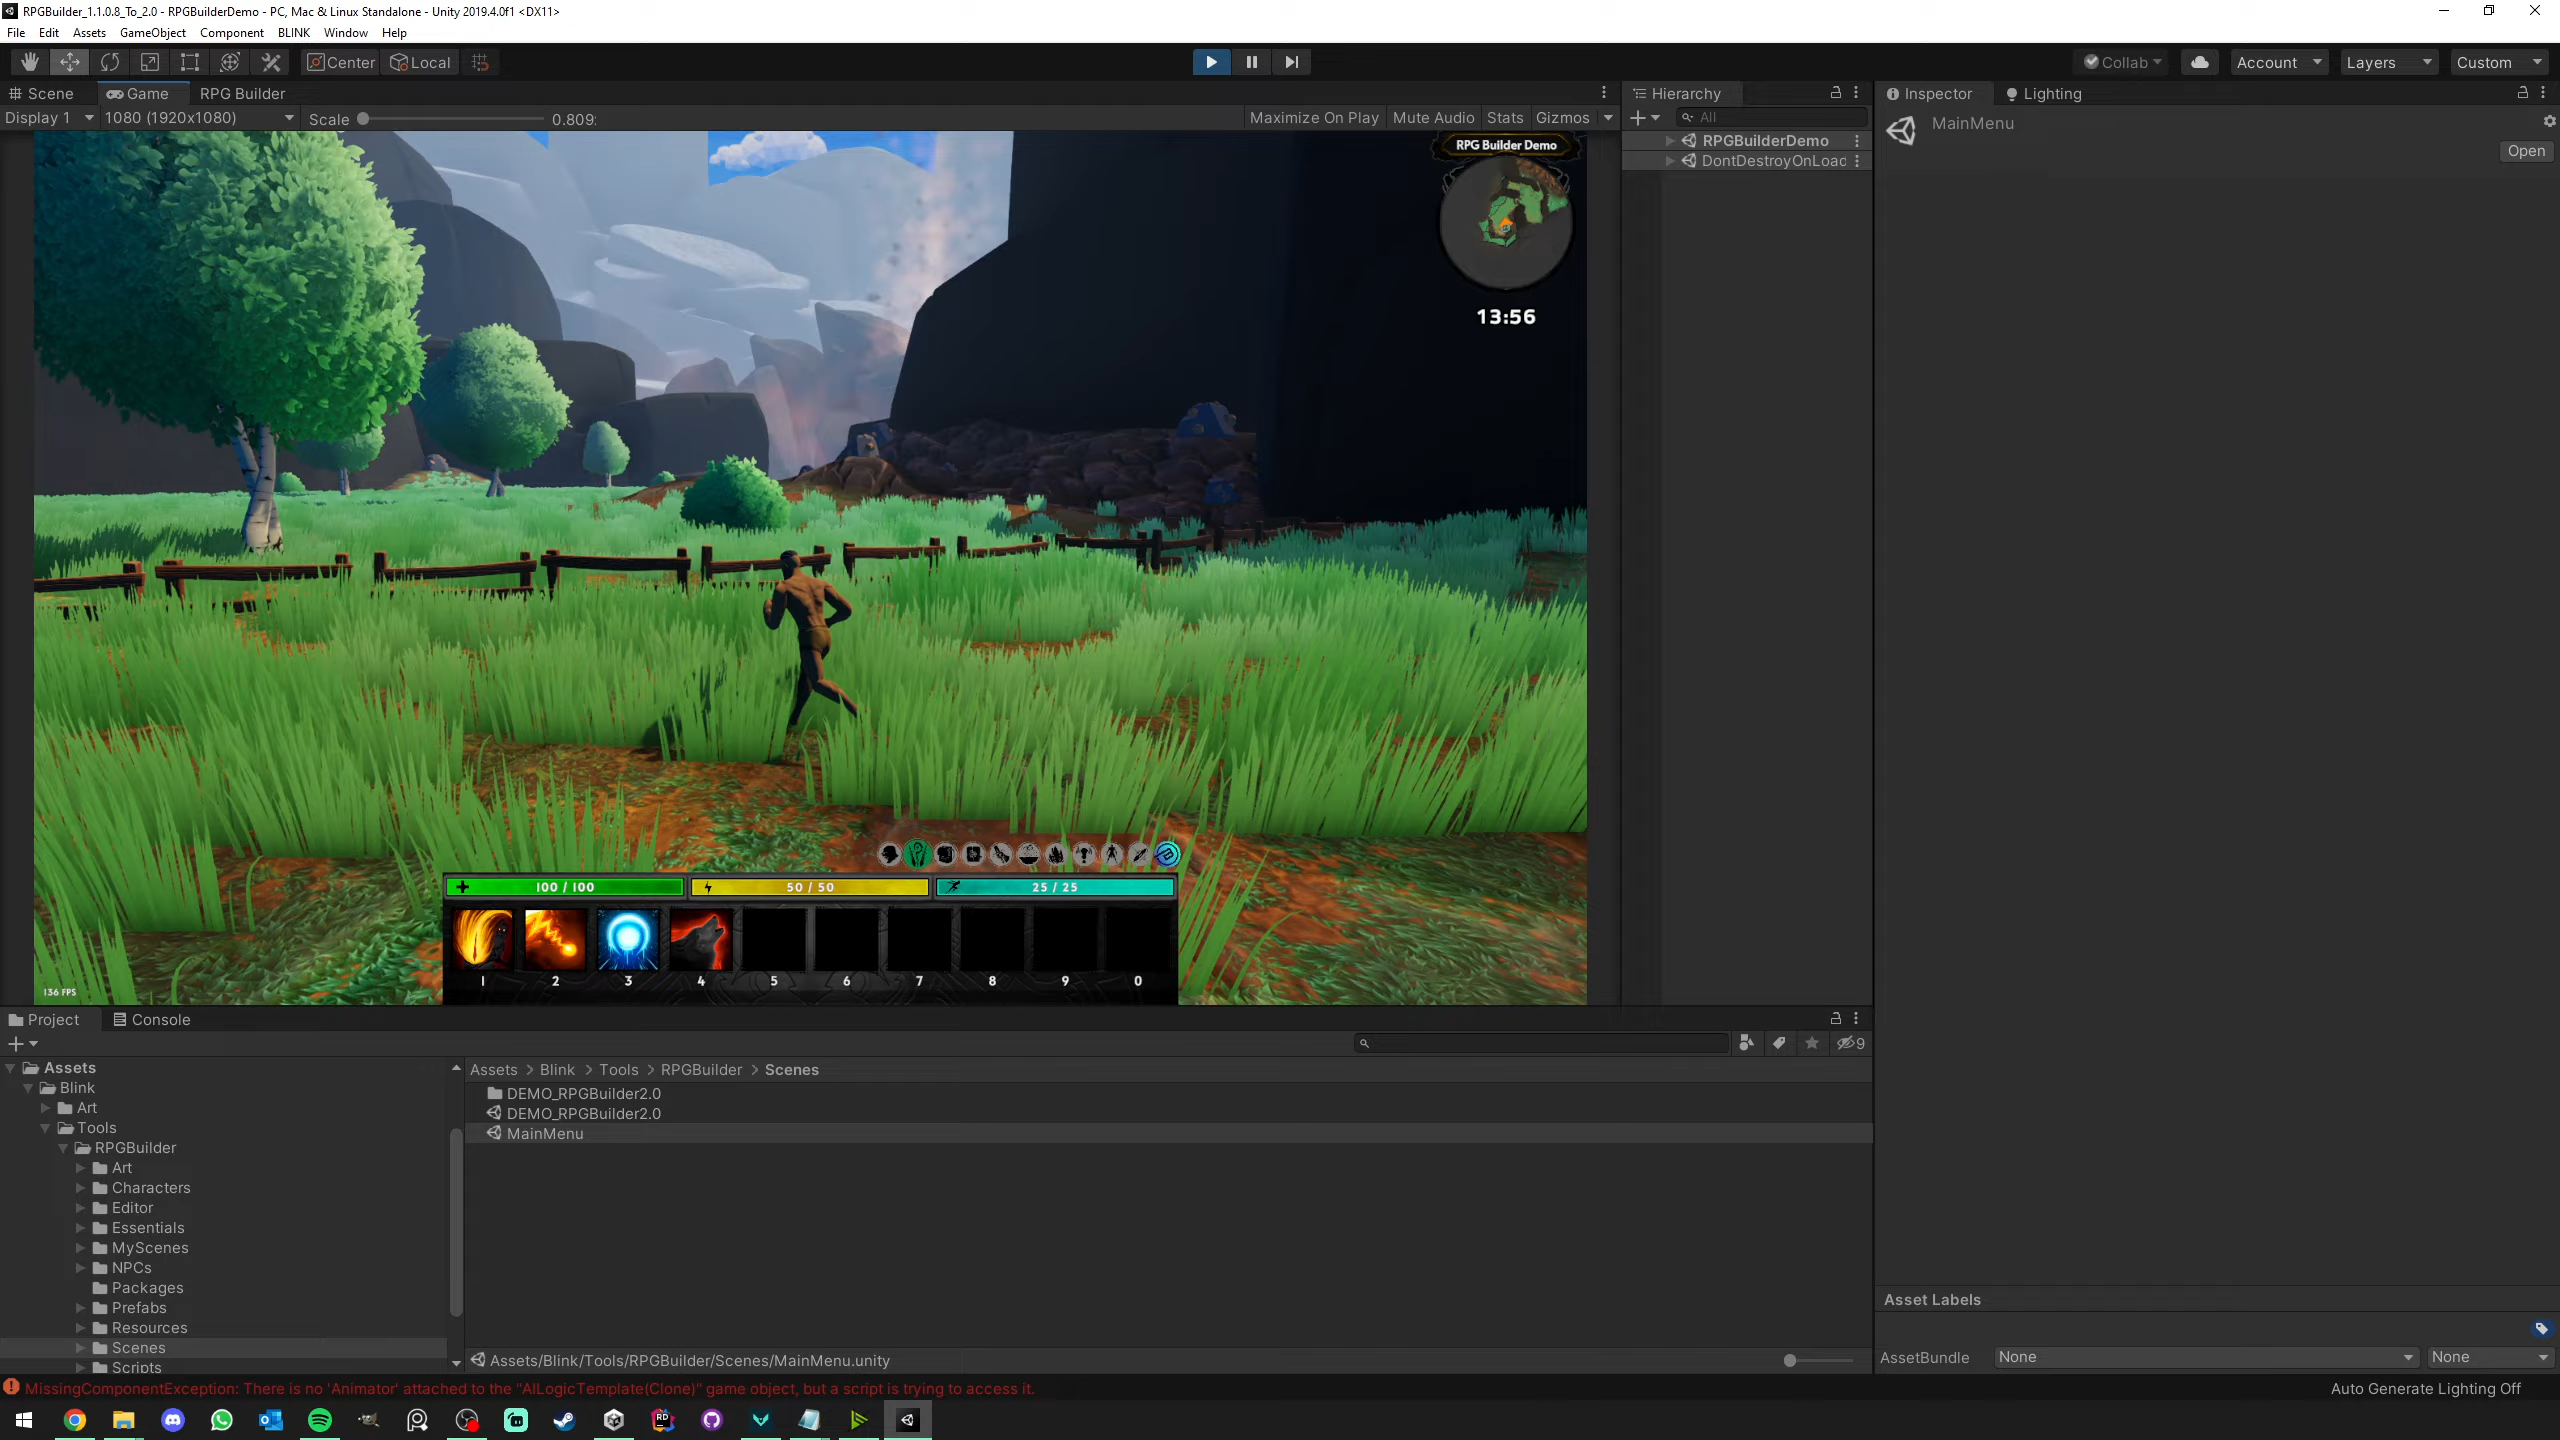 RPGBuilder_1.1.0.8_To_2.0 - RPGBuilderDemo - PC, Mac & Linux Standalone - Unity 2019.4.0f1 <DX11>
File Edit Assets GameObject Component BLINK Window Help
Center Local Collab Account Layers Custom
Scene Game RPG Builder
Display 1 1080 (1920x1080) Scale 0.809: Maximize On Play Mute Audio Stats Gizmos
RPG Builder Demo
13:56
100 / 100 50 / 50 25 / 25
1 2 3 4 5 6 7 8 9 0
136 FPS
Hierarchy
All
RPGBuilderDemo
DontDestroyOnLoad
Inspector Lighting
MainMenu
Open
Project Console
9
Assets
Blink
Art
Tools
RPGBuilder
Art
Characters
Editor
Essentials
MyScenes
NPCs
Packages
Prefabs
Resources
Scenes
Scripts
Assets > Blink > Tools > RPGBuilder > Scenes
DEMO_RPGBuilder2.0
DEMO_RPGBuilder2.0
MainMenu
Assets/Blink/Tools/RPGBuilder/Scenes/MainMenu.unity
Asset Labels
AssetBundle None None
MissingComponentException: There is no 'Animator' attached to the "AILogicTemplate(Clone)" game object, but a script is trying to access it.
Auto Generate Lighting Off